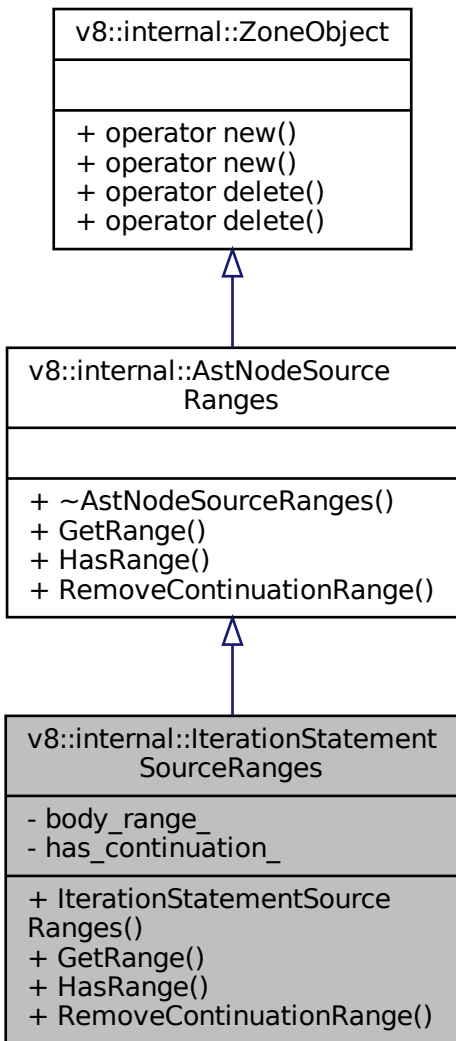 v8::internal::ZoneObject
+ operator new()
+ operator new()
+ operator delete()
+ operator delete()
v8::internal::AstNodeSource
Ranges
+ ~AstNodeSourceRanges()
+ GetRange()
+ HasRange()
+ RemoveContinuationRange()
v8::internal::IterationStatement
SourceRanges
- body_range_
- has_continuation_
+ IterationStatementSource
Ranges()
+ GetRange()
+ HasRange()
+ RemoveContinuationRange()